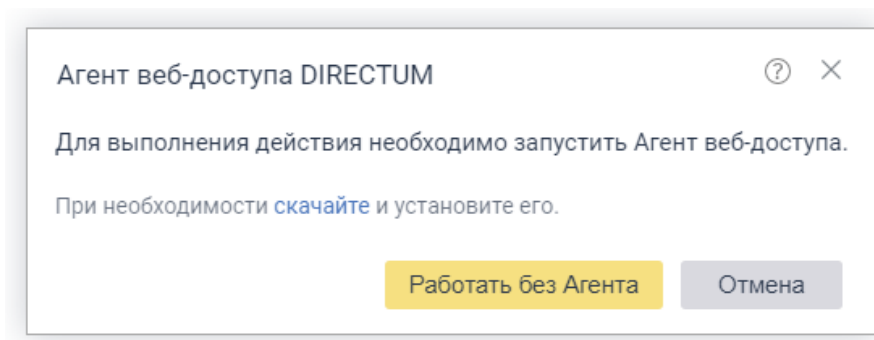 Агент веб-доступа DIRECTUM
Для выполнения действия необходимо запустить Агент веб-доступа.
При необходимости скачайте и установите его.
Работать без Агента Отмена